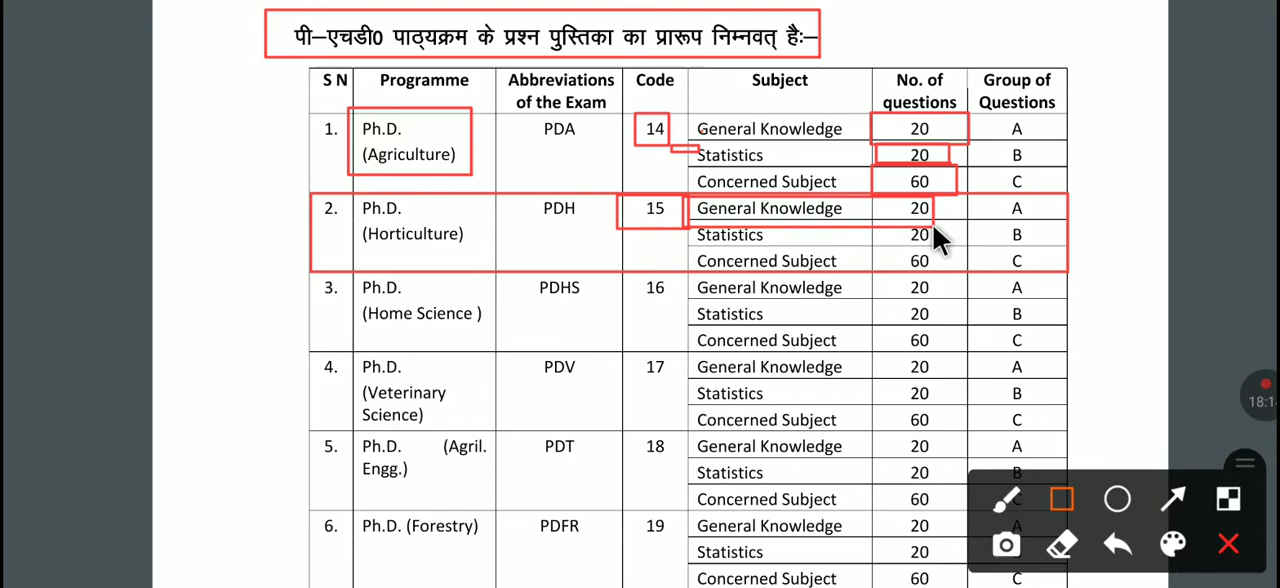 पी–एचडी0 पाठ्यक्रम के प्रश्न पुस्तिका का प्रारूप निम्नवत् है:–
S N Programme Abbreviations of the Exam Code Subject No. of questions Group of Questions
1. Ph.D. (Agriculture) PDA 14 General Knowledge 20 A
Statistics 20 B
Concerned Subject 60 C
2. Ph.D. (Horticulture) PDH 15 General Knowledge 20 A
Statistics 20 B
Concerned Subject 60 C
3. Ph.D. (Home Science ) PDHS 16 General Knowledge 20 A
Statistics 20 B
Concerned Subject 60 C
4. Ph.D. (Veterinary Science) PDV 17 General Knowledge 20 A
Statistics 20 B
Concerned Subject 60 C
5. Ph.D. (Agril. Engg.) PDT 18 General Knowledge 20 A
Statistics 20 B
Concerned Subject 60 C
6. Ph.D. (Forestry) PDFR 19 General Knowledge 20 A
Statistics 20
Concerned Subject 60 C